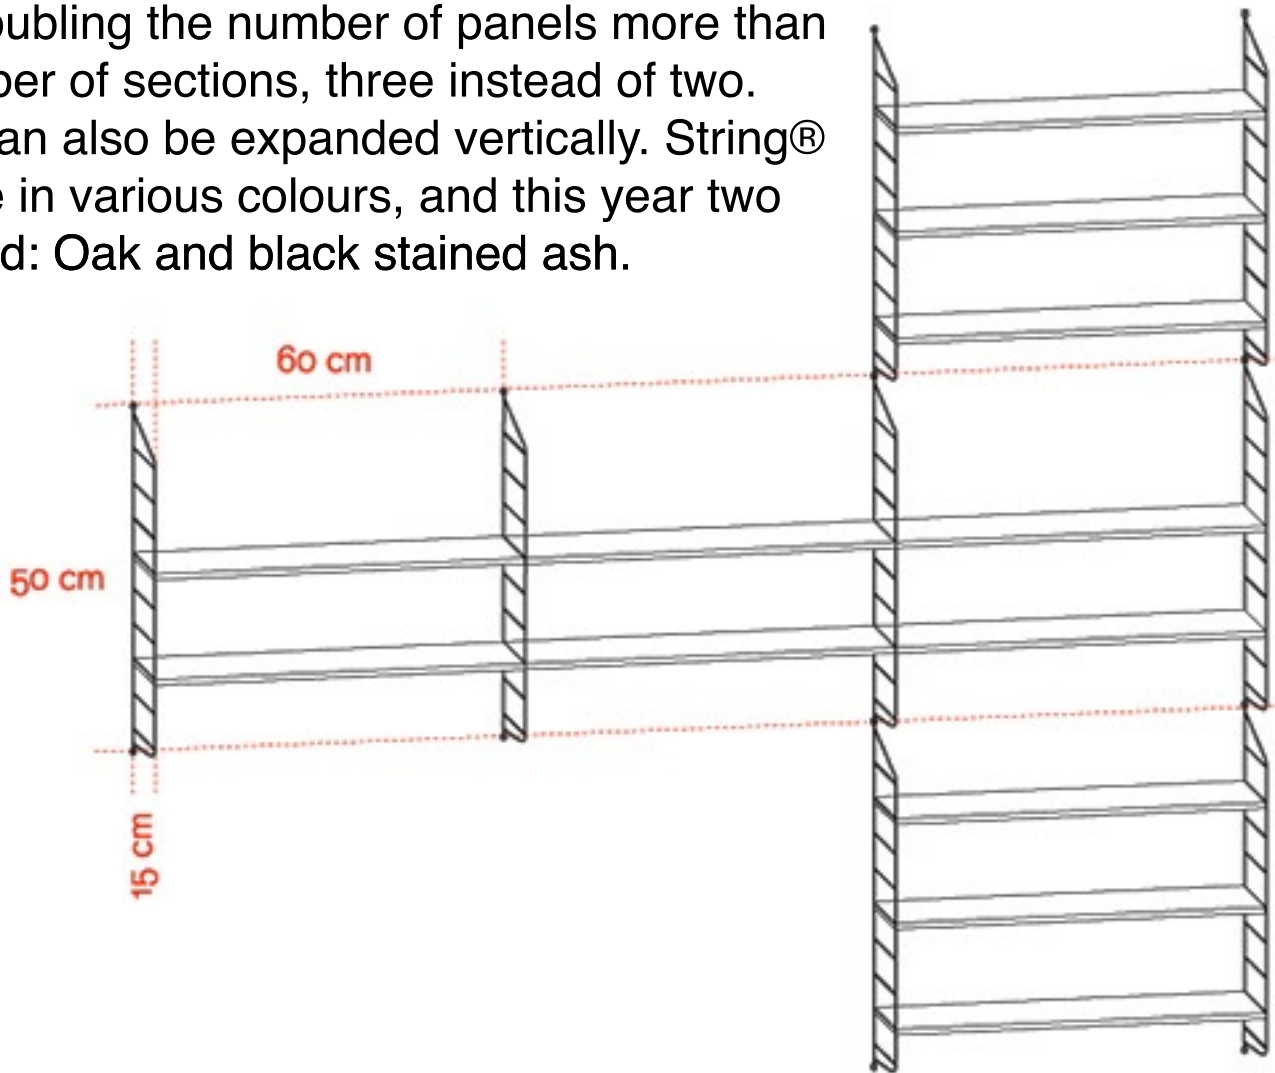 oubling the number of panels more than
ber of sections, three instead of two.
an also be expanded vertically. String®
e in various colours, and this year two
d: Oak and black stained ash.
60 cm
50 cm
15 cm